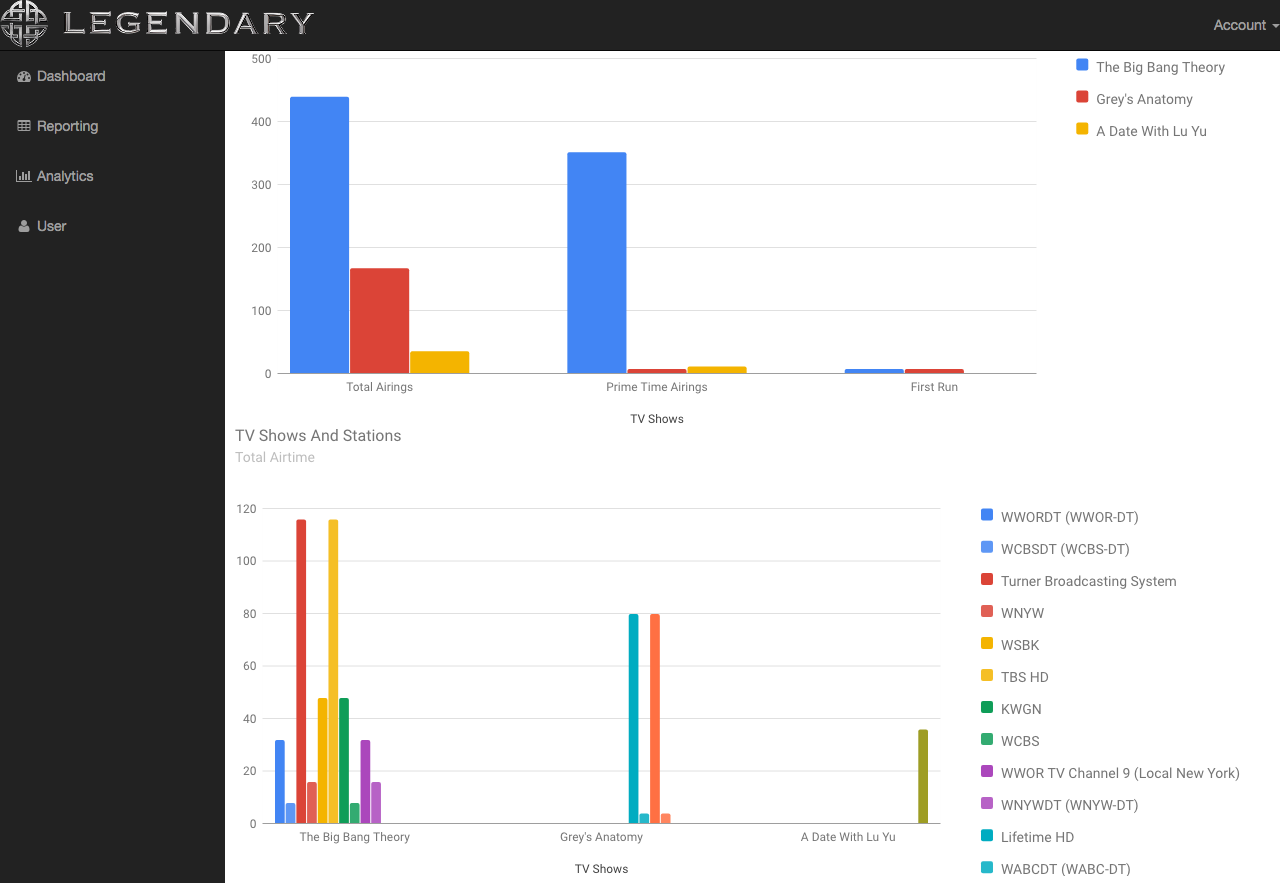 LEGENDARY
Account
Dashboard
Reporting
Analytics
User
500
400
300
200
100
0
Total Airings
Prime Time Airings
First Run
TV Shows
The Big Bang Theory
Grey's Anatomy
A Date With Lu Yu
TV Shows And Stations
Total Airtime
120
100
80
60
40
20
0
The Big Bang Theory
Grey's Anatomy
A Date With Lu Yu
TV Shows
WWORDT (WWOR-DT)
WCBSDT (WCBS-DT)
Turner Broadcasting System
WNYW
WSBK
TBS HD
KWGN
WCBS
WWOR TV Channel 9 (Local New York)
WNYWDT (WNYW-DT)
Lifetime HD
WABCDT (WABC-DT)